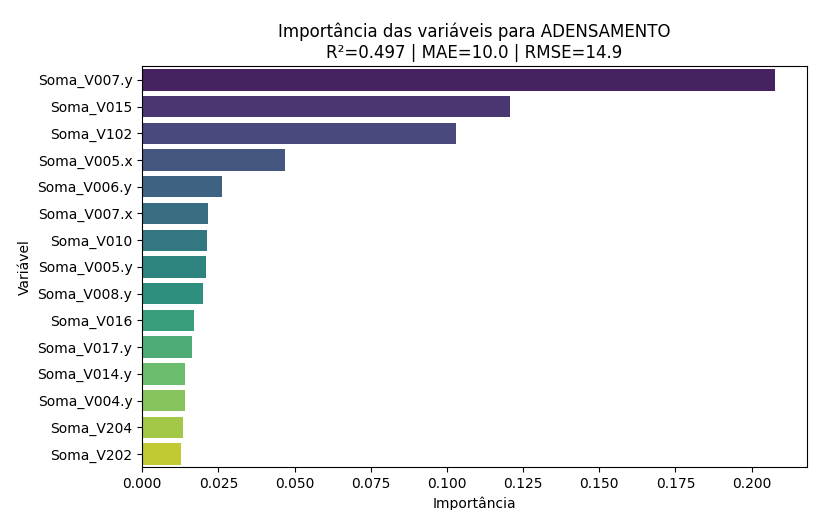 Importância das variáveis para ADENSAMENTO
R²=0.497 | MAE=10.0 | RMSE=14.9
Variável
Soma_V007.y
Soma_V015
Soma_V102
Soma_V005.x
Soma_V006.y
Soma_V007.x
Soma_V010
Soma_V005.y
Soma_V008.y
Soma_V016
Soma_V017.y
Soma_V014.y
Soma_V004.y
Soma_V204
Soma_V202
0.000 0.025 0.050 0.075 0.100 0.125 0.150 0.175 0.200
Importância